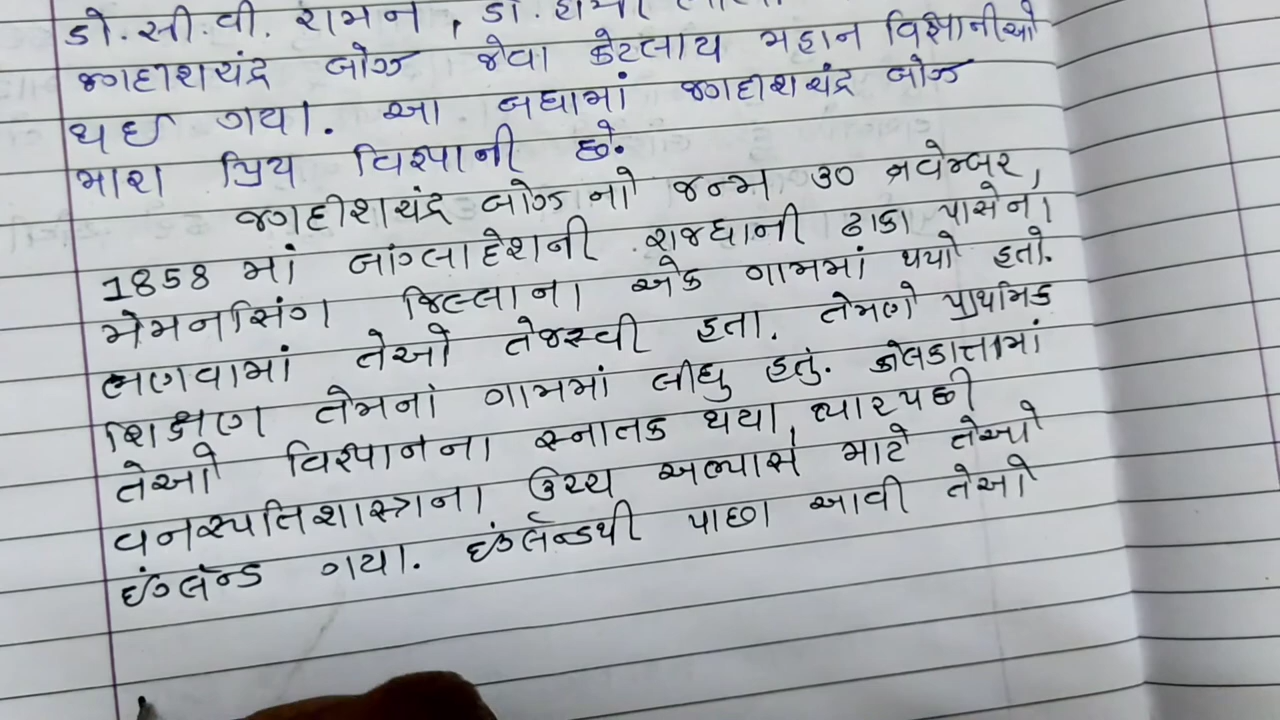 ડો. સી.વી. રામન, ડો. હોમી
જગદીશચંદ્ર બોઝ જેવા કેટલાય મહાન વિજ્ઞાનીઓ
થઈ ગયા. આ બધામાં જગદીશચંદ્ર બોઝ
મારા પ્રિય વિજ્ઞાની છે.
જગદીશચંદ્ર બોઝનો જન્મ ૩૦ નવેમ્બર,
1858 માં બાંગ્લાદેશની રાજધાની ઢાકા પાસેના
મેમનસિંગ જિલ્લાના એક ગામમાં થયો હતો.
ભણવામાં તેઓ તેજસ્વી હતા. તેમણે પ્રાથમિક
શિક્ષણ તેમનાં ગામમાં લીધુ હતું. કોલકાત્તામાં
તેઓ વિજ્ઞાનના સ્નાતક થયા, ત્યારપછી
વનસ્પતિશાસ્ત્રના ઉચ્ચ અભ્યાસ માટે તેઓ
ઇંગ્લૅન્ડ ગયા. ઇંગ્લૅન્ડથી પાછા આવી તેઓ